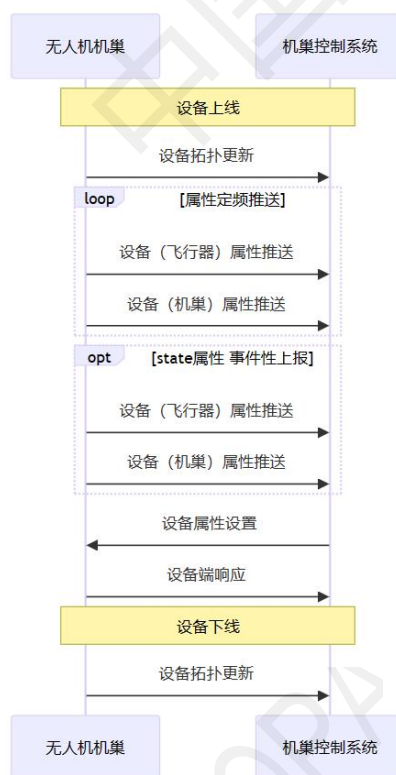 无人机机巢 机巢控制系统
设备上线
设备拓扑更新
loop [属性定频推送]
设备（飞行器）属性推送
设备（机巢）属性推送
opt [state属性 事件性上报]
设备（飞行器）属性推送
设备（机巢）属性推送
设备属性设置
设备端响应
设备下线
设备拓扑更新
无人机机巢 机巢控制系统